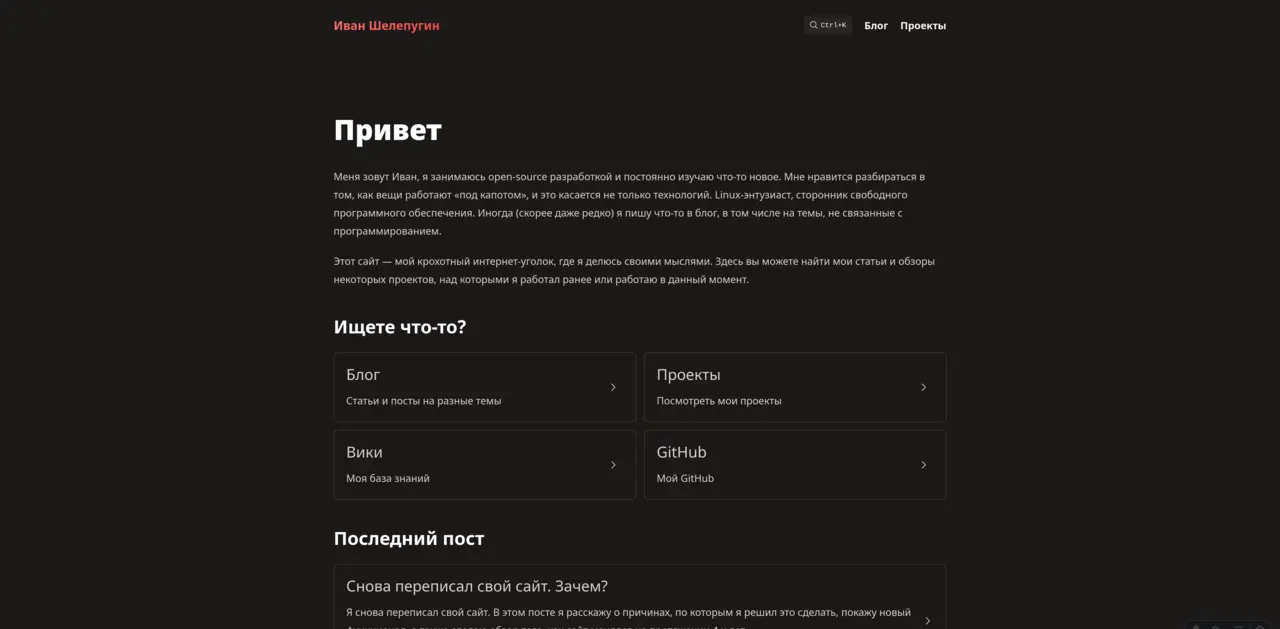 Иван Шелепугин
Ctrl+K Блог Проекты
Привет
Меня зовут Иван, я занимаюсь open-source разработкой и постоянно изучаю что-то новое. Мне нравится разбираться в
том, как вещи работают «под капотом», и это касается не только технологий. Linux-энтузиаст, сторонник свободного
программного обеспечения. Иногда (скорее даже редко) я пишу что-то в блог, в том числе на темы, не связанные с
программированием.
Этот сайт — мой крохотный интернет-уголок, где я делюсь своими мыслями. Здесь вы можете найти мои статьи и обзоры
некоторых проектов, над которыми я работал ранее или работаю в данный момент.
Ищете что-то?
Блог
Статьи и посты на разные темы
Проекты
Посмотреть мои проекты
Вики
Моя база знаний
GitHub
Мой GitHub
Последний пост
Снова переписал свой сайт. Зачем?
Я снова переписал свой сайт. В этом посте я расскажу о причинах, по которым я решил это сделать, покажу новый